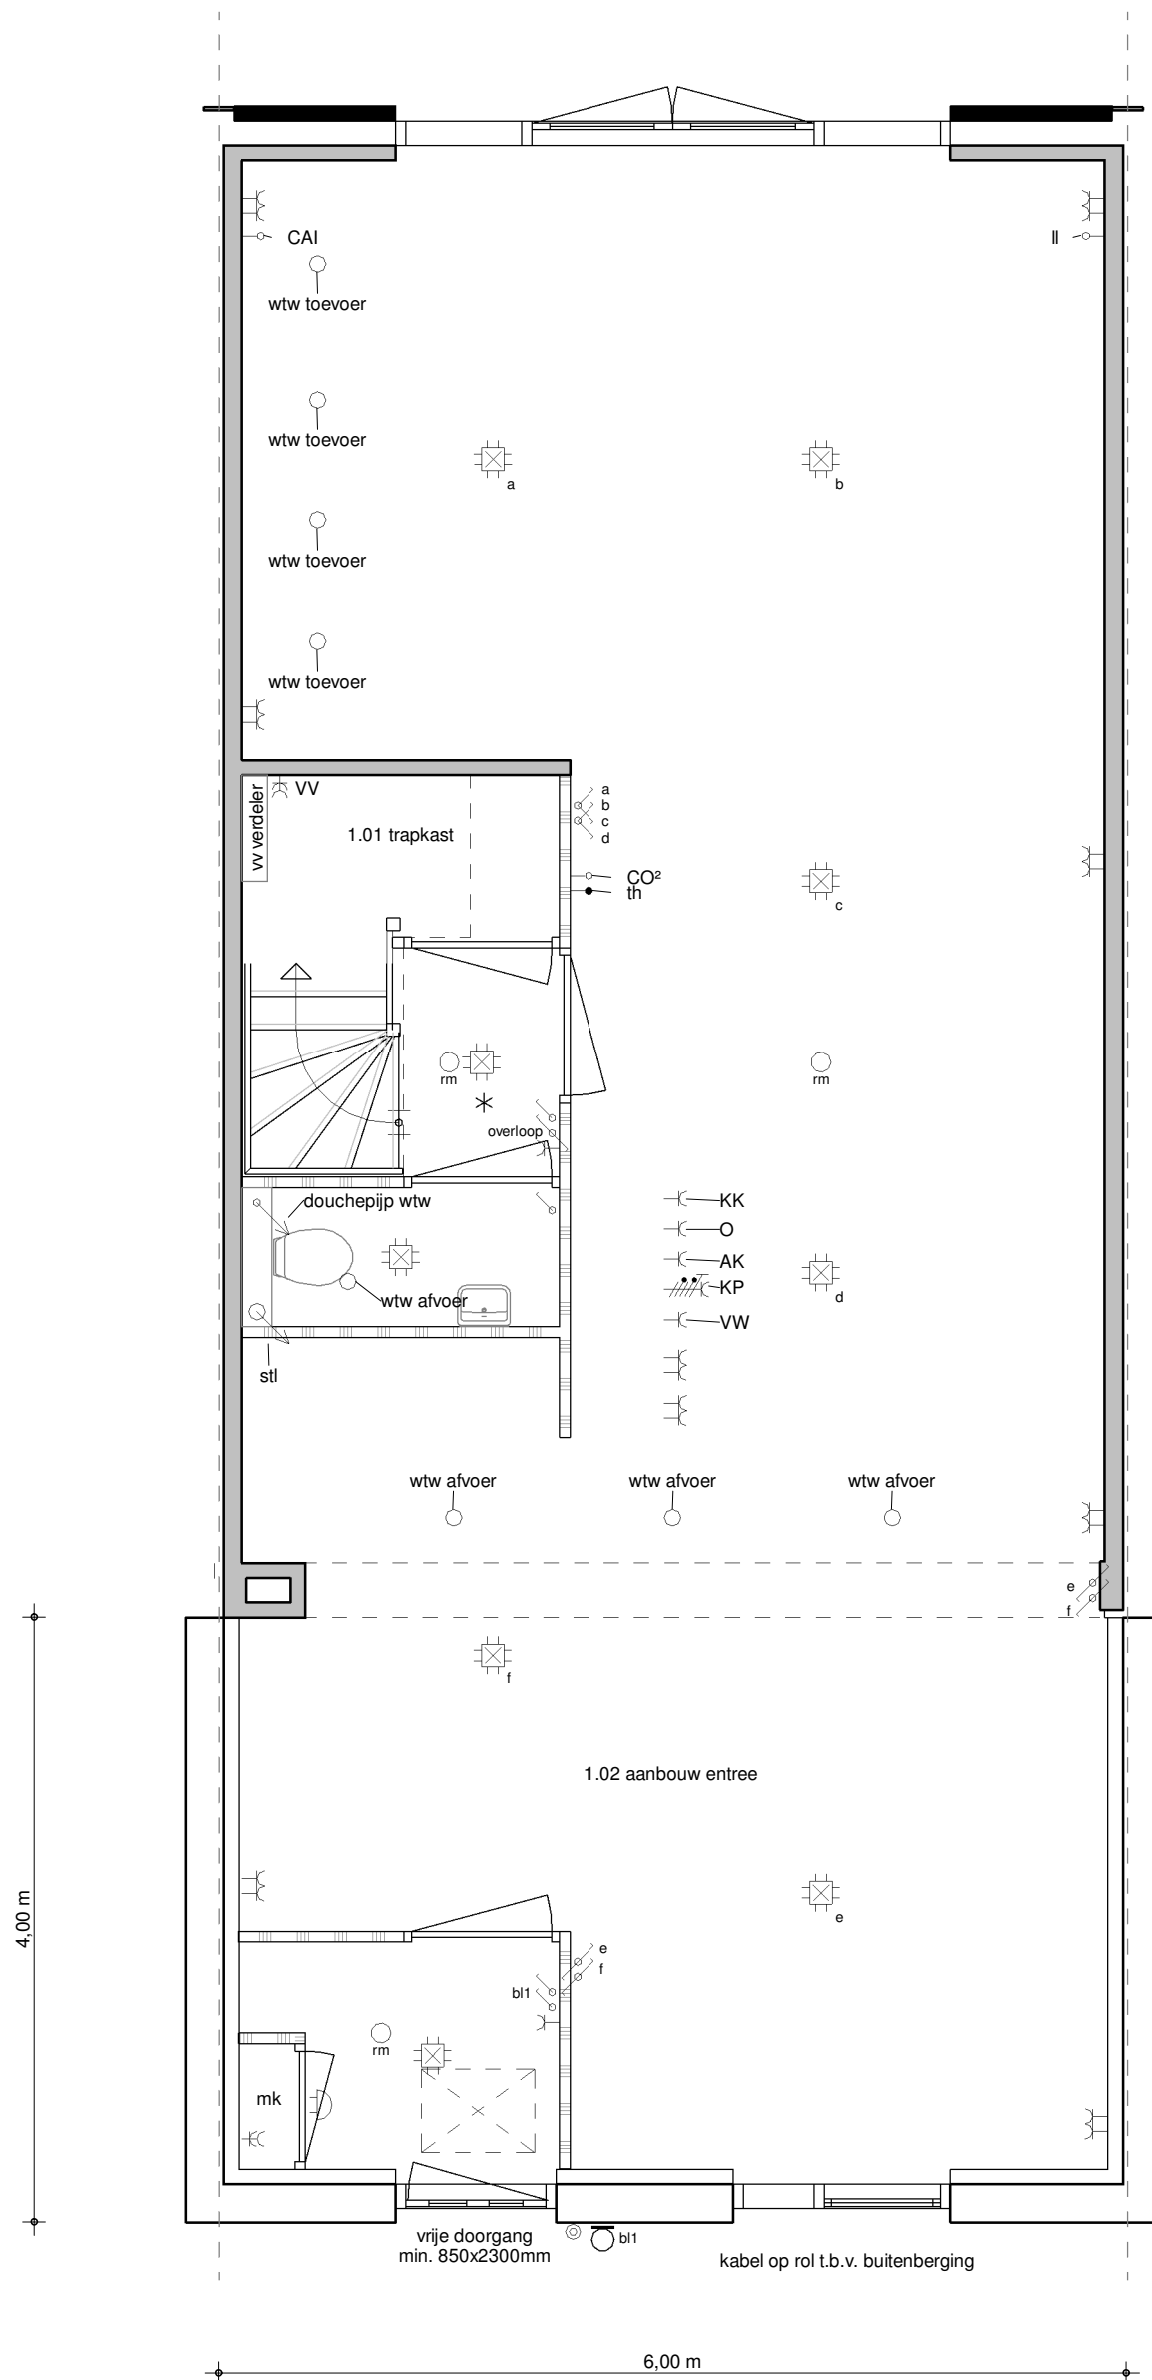 CAI
II
wtw toevoer
wtw toevoer
a
b
wtw toevoer
wtw toevoer
vv verdeler
VV
1.01 trapkast
a
b
c
d
CO²
th
c
rm
rm
overloop
douchepijp wtw
KK
O
AK
KP
VW
d
wtw afvoer
stl
wtw afvoer
wtw afvoer
wtw afvoer
e
f
f
1.02 aanbouw entree
4,00 m
e
e
f
bl1
rm
mk
vrije doorgang
min. 850x2300mm
bl1
kabel op rol t.b.v. buitenberging
6,00 m